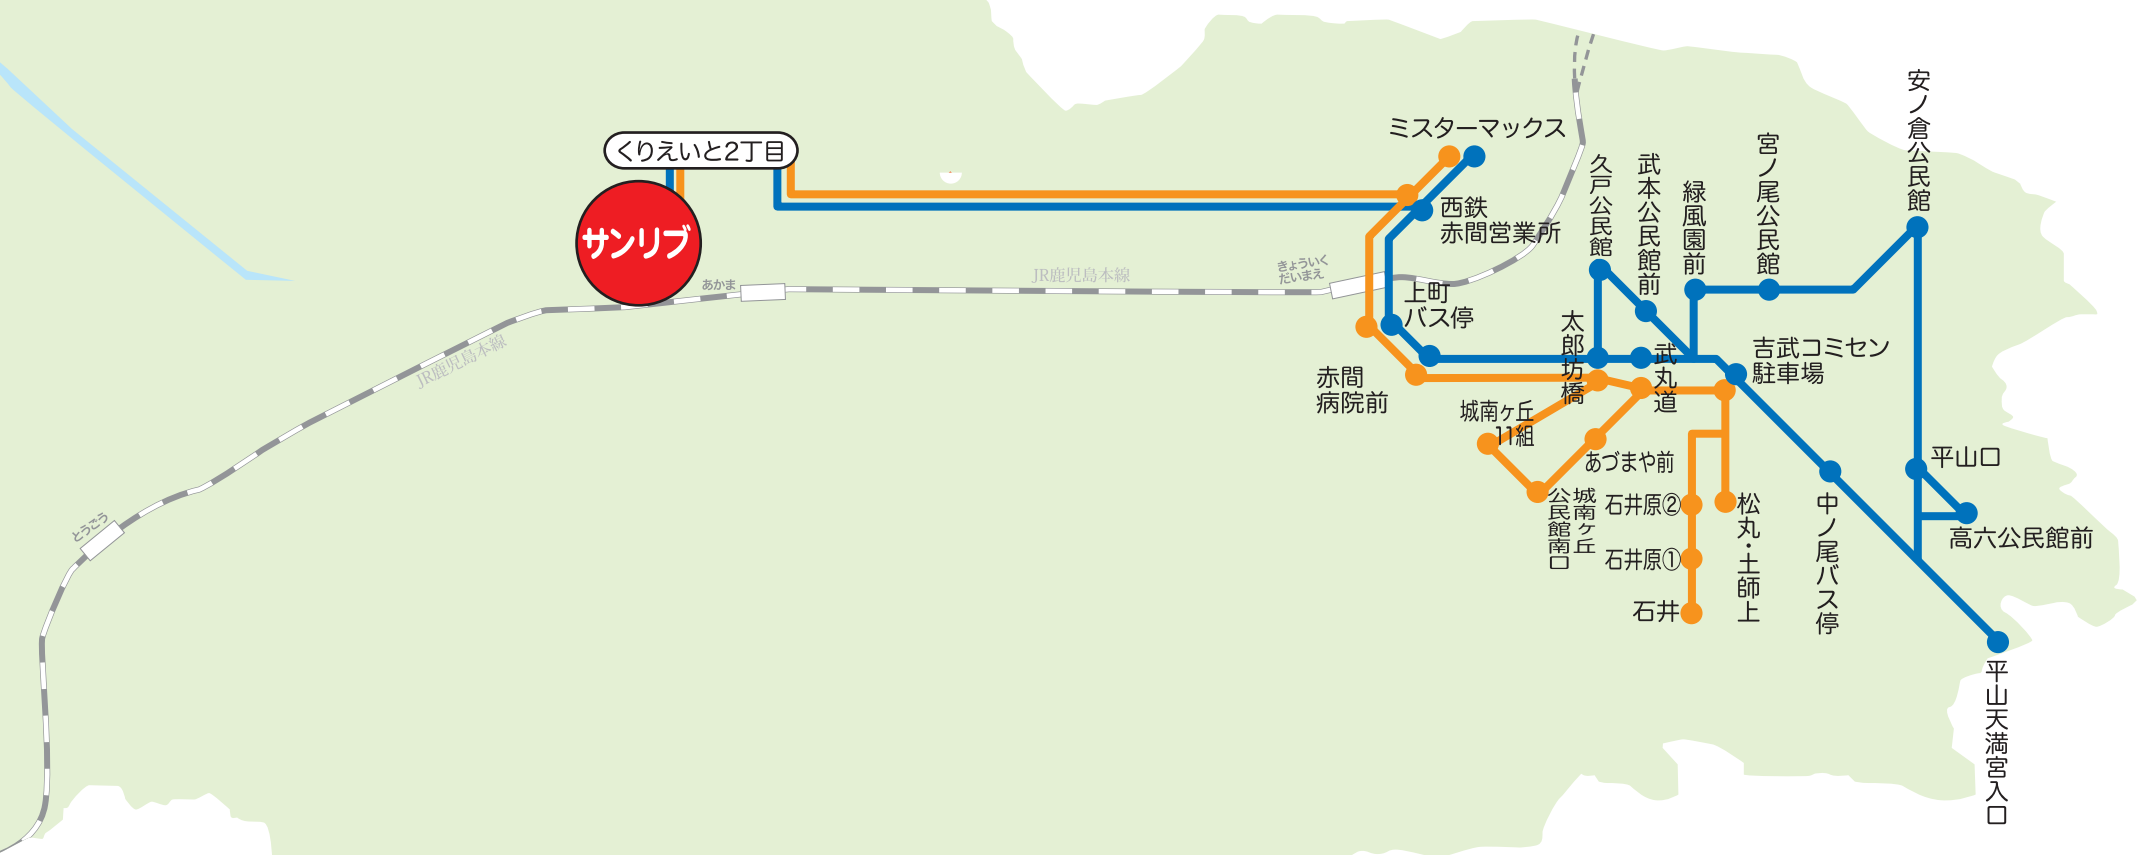 くりえいと2丁目
サンリブ
あかま
JR鹿児島本線
JR鹿児島本線
とうごう
きょういく
だいまえ
ミスターマックス
西鉄
赤間営業所
上町
バス停
赤間
病院前
太郎坊橋
久戸公民館
武本公民館前
緑風園前
宮ノ尾公民館
安ノ倉公民館
武丸道
吉武コミセン
駐車場
城南ヶ丘
11組
あづまや前
城南ヶ丘
公民館南口
石井原②
石井原①
石井
松丸・土師上
中ノ尾バス停
平山口
高六公民館前
平山天満宮入口